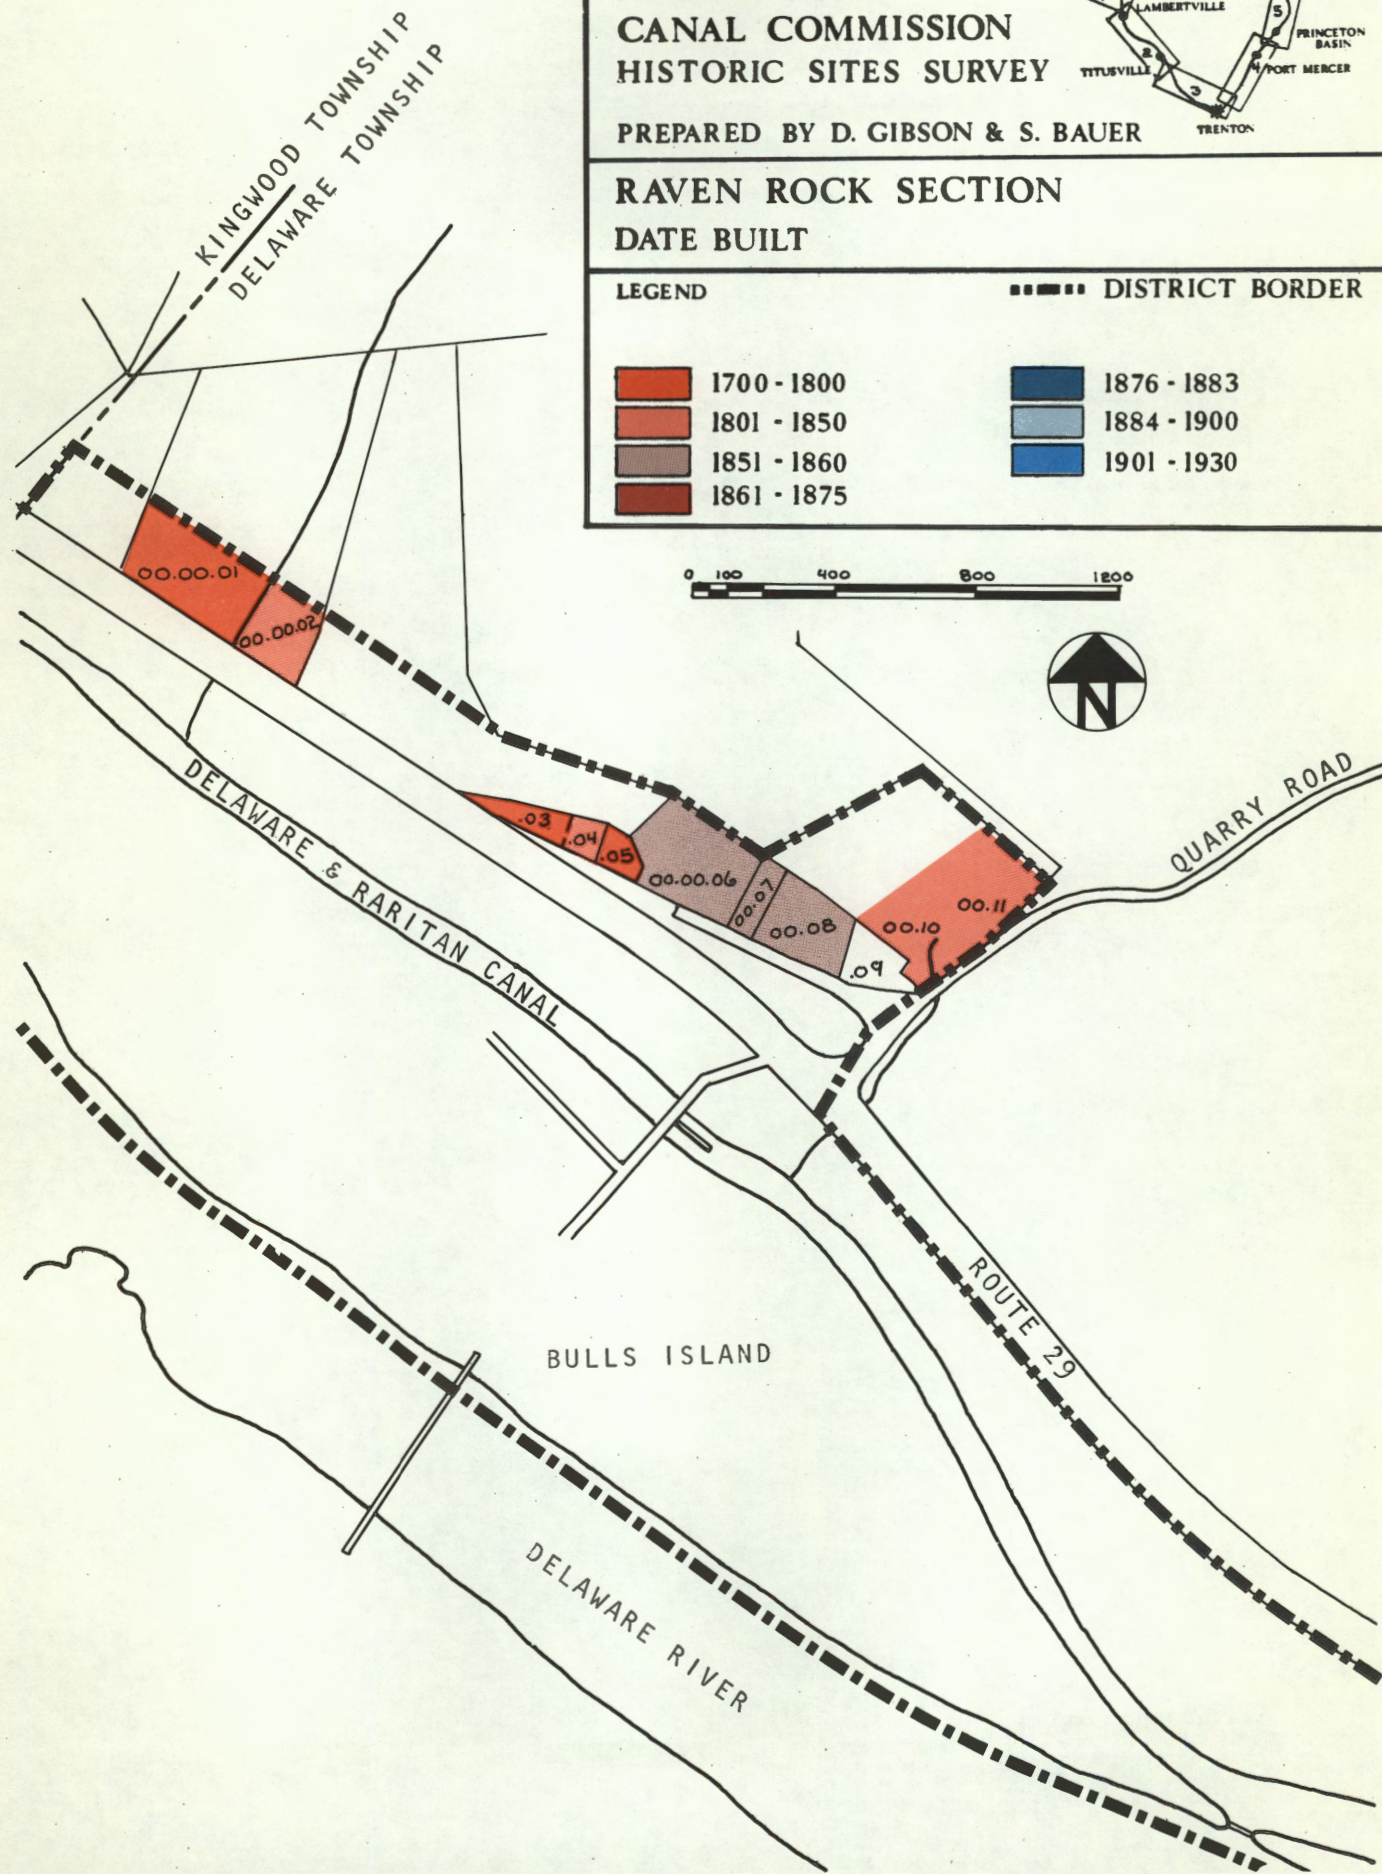 CANAL COMMISSION
HISTORIC SITES SURVEY
PREPARED BY D. GIBSON & S. BAUER
LAMBERTVILLE
5
PRINCETON
BASIN
2
TITUSVILLE
4
PORT MERCER
3
TRENTON
RAVEN ROCK SECTION
DATE BUILT
LEGEND
DISTRICT BORDER
1700 - 1800
1801 - 1850
1851 - 1860
1861 - 1875
1876 - 1883
1884 - 1900
1901 - 1930
KINGWOOD TOWNSHIP
DELAWARE TOWNSHIP
0 100 400 800 1200
N
00.00.01
00.00.02
.03
.04
.05
00.00.06
00.07
00.08
.09
00.10
00.11
QUARRY ROAD
DELAWARE & RARITAN CANAL
ROUTE 29
BULLS ISLAND
DELAWARE RIVER